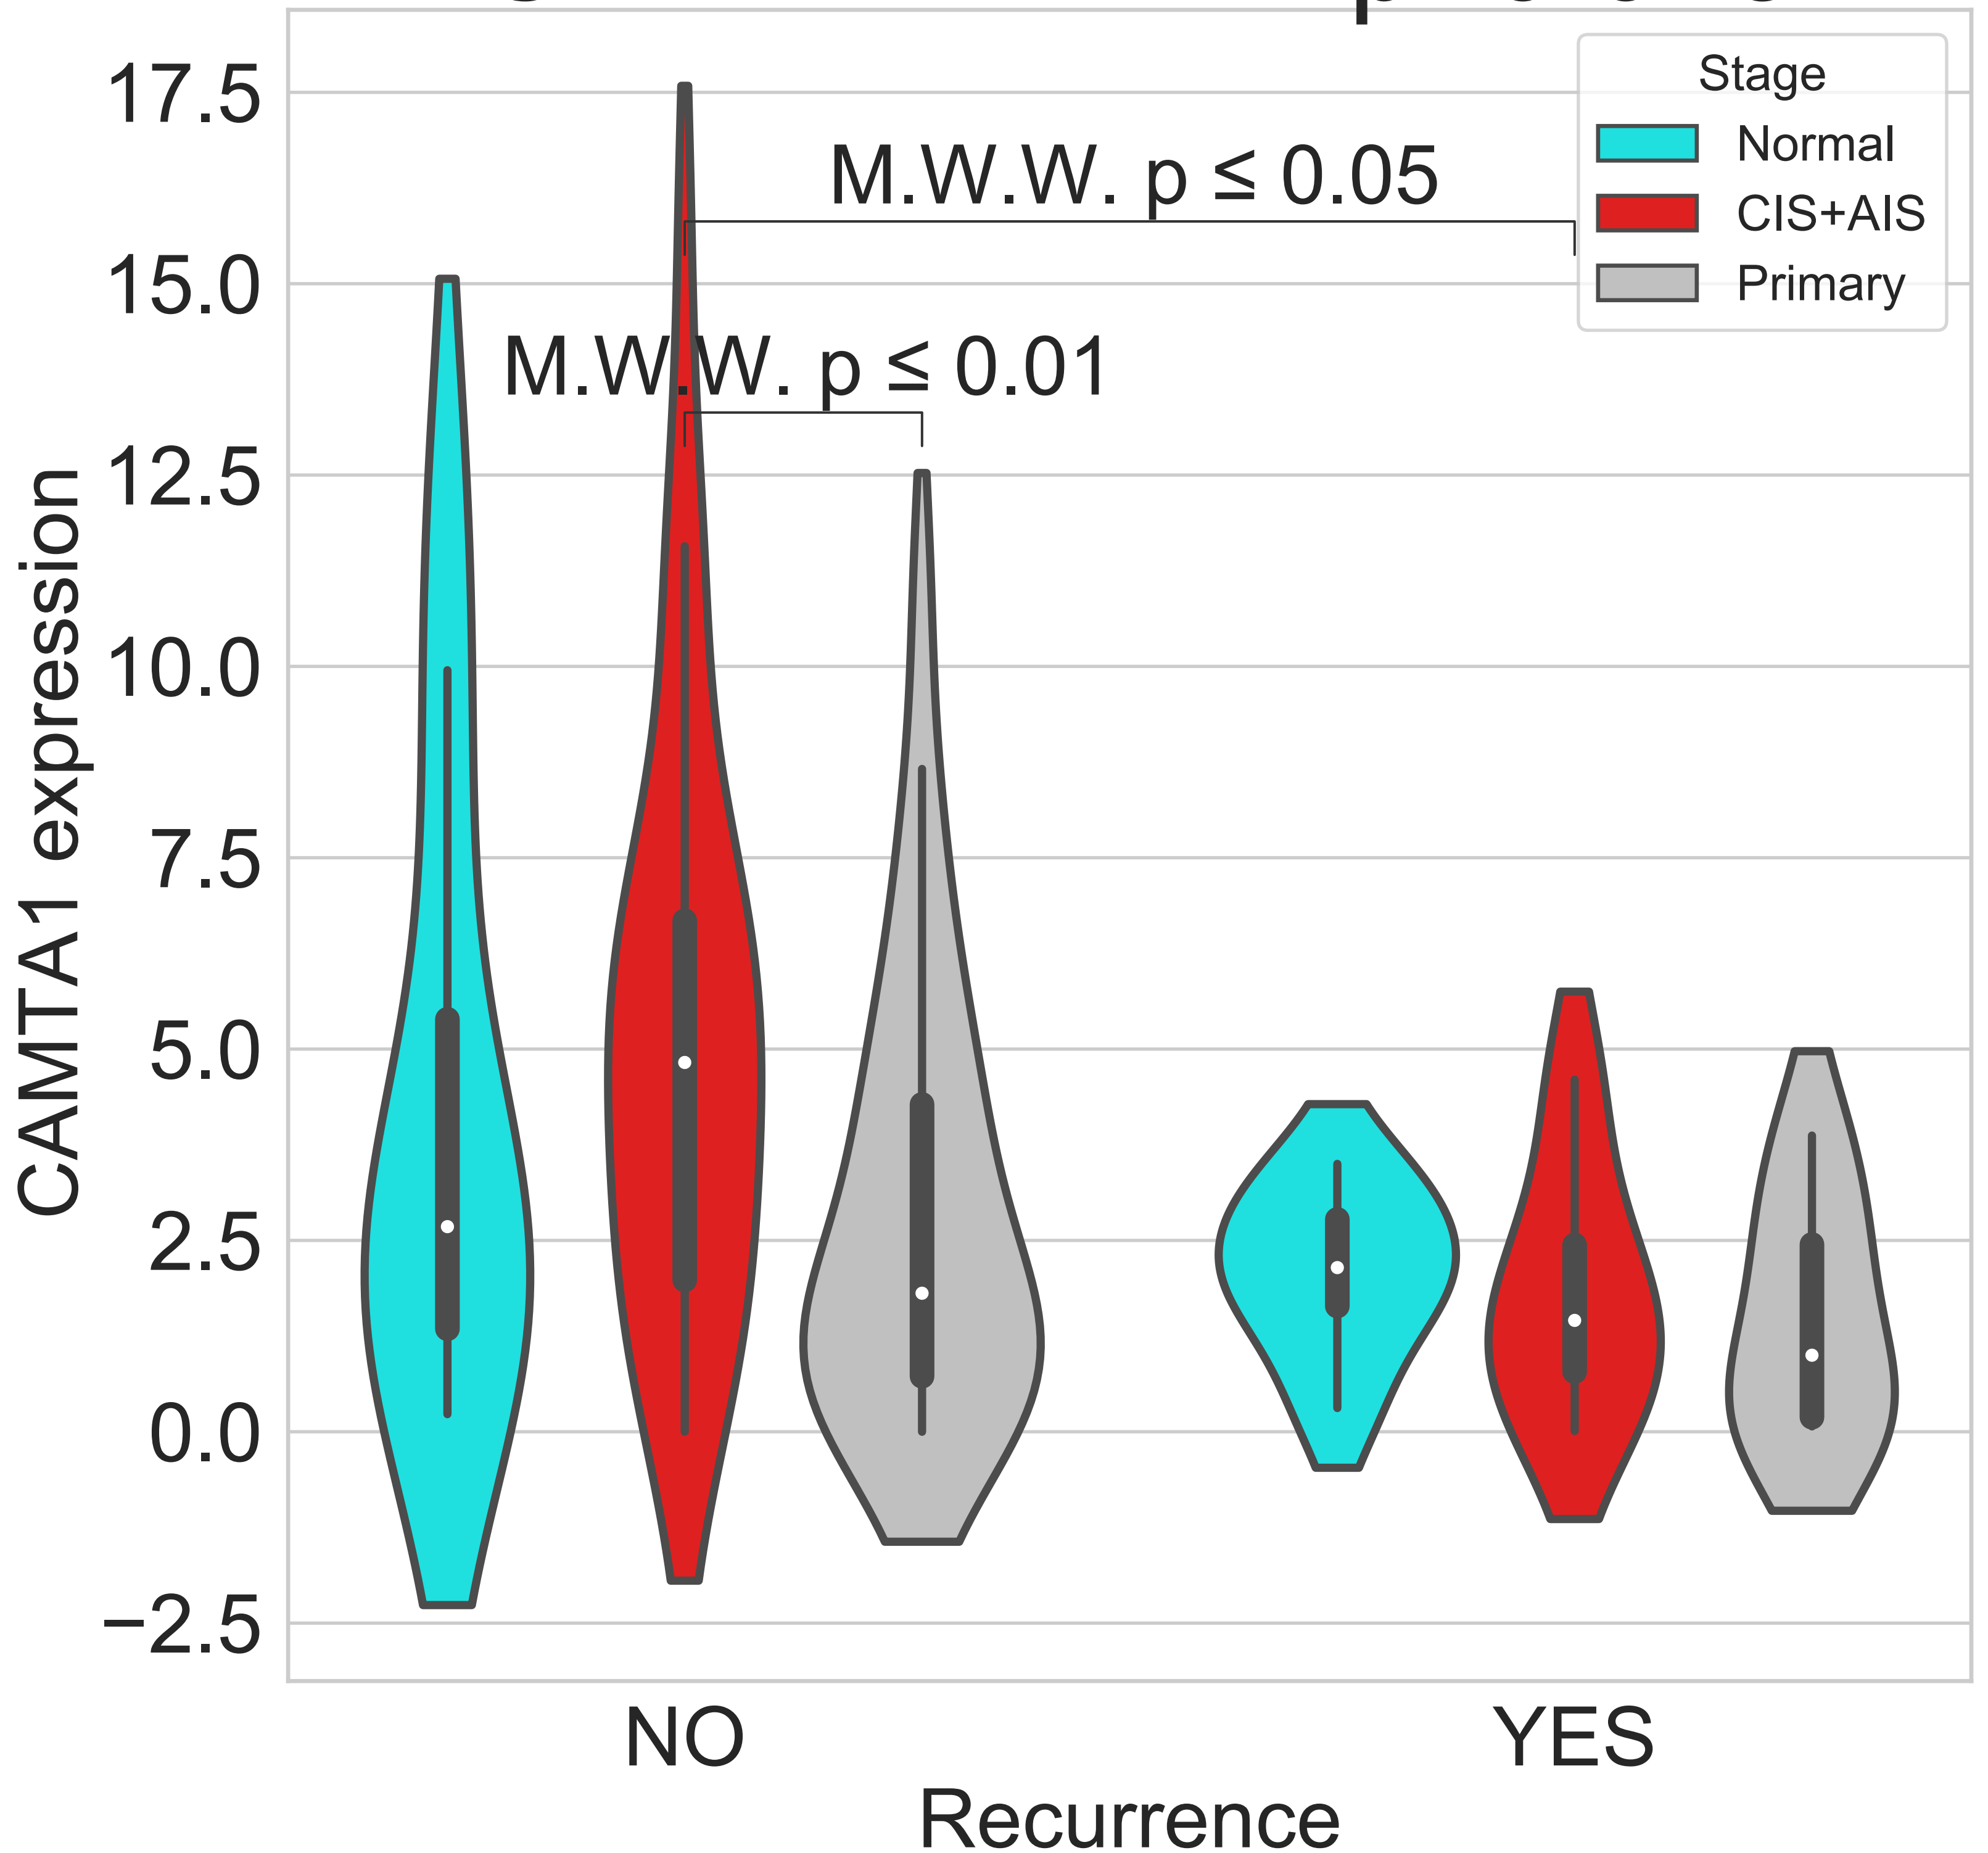 17.5
15.0
12.5
10.0
7.5
5.0
2.5
0.0
−2.5
CAMTA1 expression
M.W.W. p ≤ 0.05
M.W.W. p ≤ 0.01
Stage
Normal
CIS+AIS
Primary
NO
YES
Recurrence